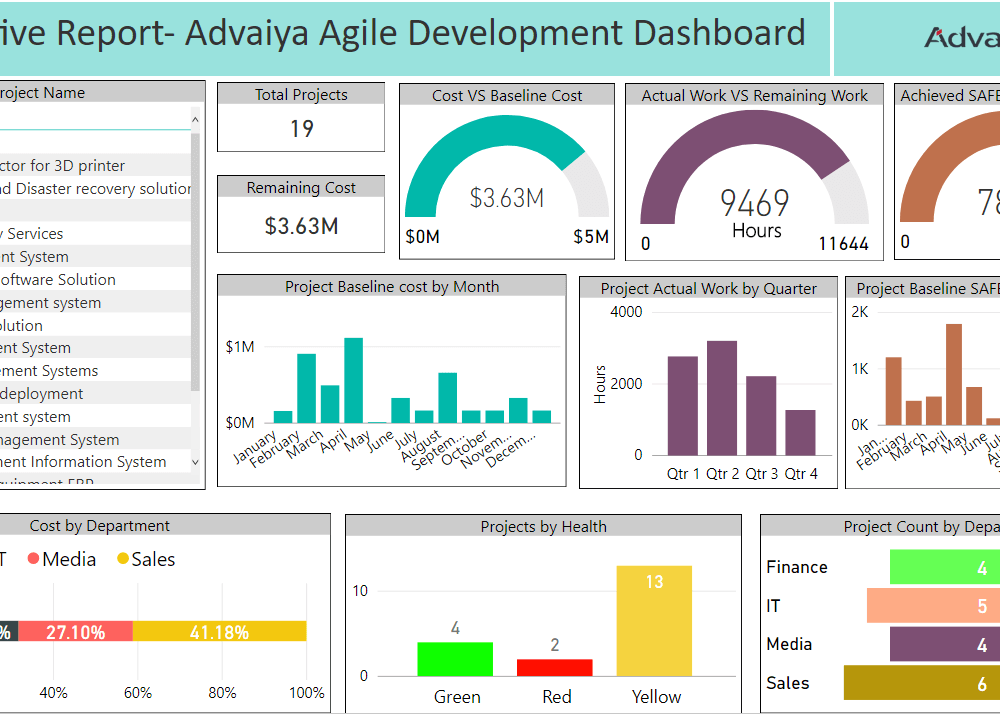 ive Report- Advaiya Agile Development Dashboard
Adva
roject Name
ctor for 3D printer
nd Disaster recovery solution
y Services
nt System
oftware Solution
gement system
olution
ent System
ement Systems
deployment
ent system
nagement System
nent Information System
Total Projects
19
Remaining Cost
$3.63M
Cost VS Baseline Cost
$3.63M
$0M
$5M
Actual Work VS Remaining Work
9469
Hours
0
11644
Achieved SAFE
78
0
Project Baseline cost by Month
$1M
$0M
January
February
March
April
May
June
July
August
Septem...
October
Novem...
Decem...
Project Actual Work by Quarter
Hours
4000
2000
0
Qtr 1 Qtr 2 Qtr 3 Qtr 4
Project Baseline SAFE
2K
1K
0K
Jan...
February
March
April
May
June
Cost by Department
T Media Sales
% 27.10% 41.18%
40% 60% 80% 100%
Projects by Health
10
0
4
2
13
Green Red Yellow
Project Count by Depa
Finance 4
IT 5
Media 4
Sales 6